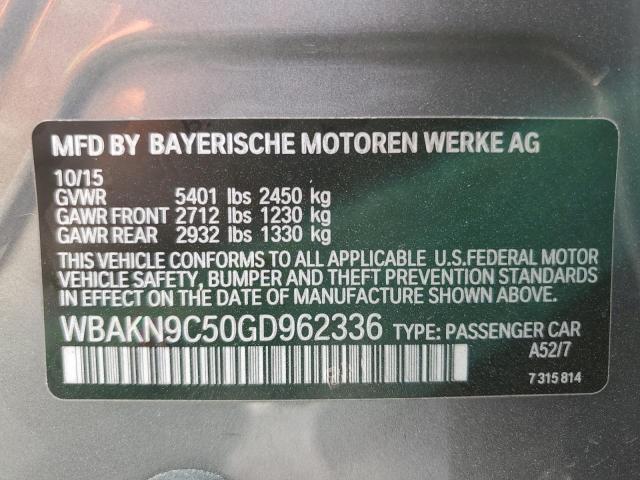 MFD BY BAYERISCHE MOTOREN WERKE AG
10/15
GVWR 5401 lbs 2450 kg
GAWR FRONT 2712 lbs 1230 kg
GAWR REAR 2932 lbs 1330 kg
THIS VEHICLE CONFORMS TO ALL APPLICABLE U.S.FEDERAL MOTOR
VEHICLE SAFETY, BUMPER AND THEFT PREVENTION STANDARDS
IN EFFECT ON THE DATE OF MANUFACTURE SHOWN ABOVE.
WBAKN9C50GD962336 TYPE: PASSENGER CAR
A52/7
7 315 814